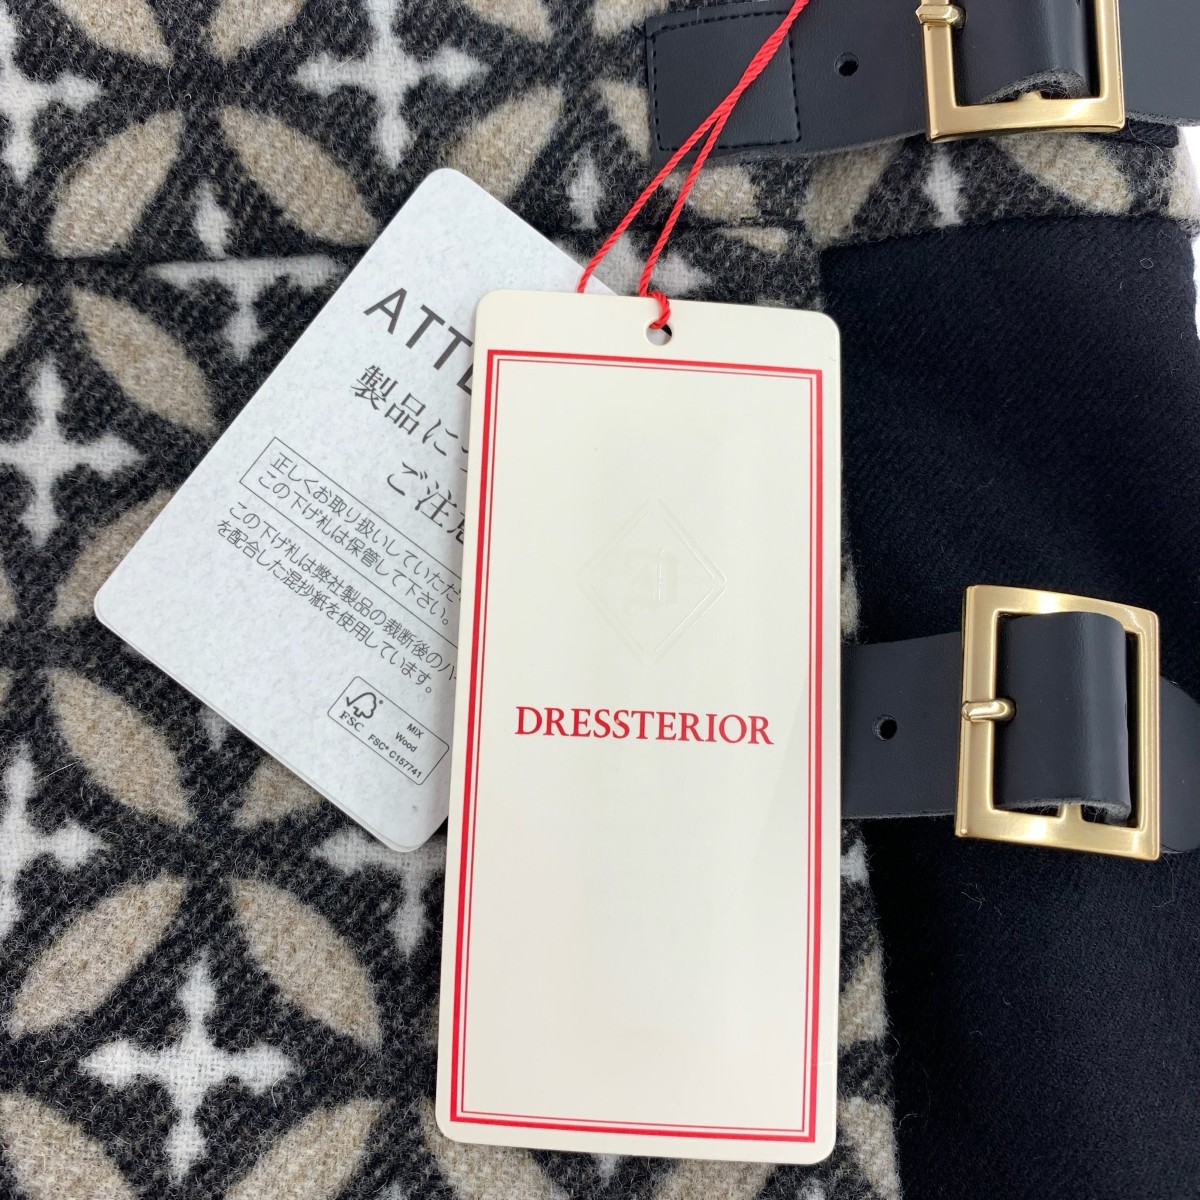 製品に
ご注意
正しくお取り扱いしていただ
この下げ札は保管して下さい。
この下げ札は弊社製品の裁断後の
を配合した混抄紙を使用しています。
FSC
MIX
Wood
FSC® C157741
DRESSTERIOR